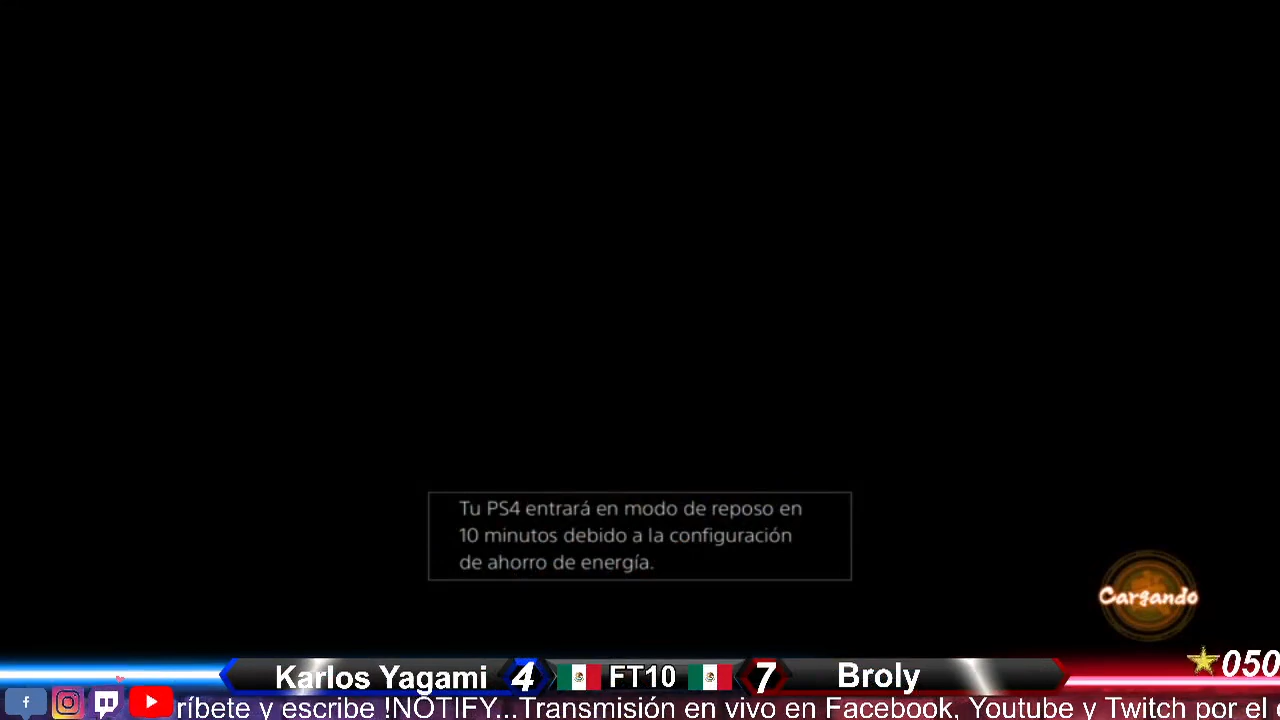 Tu PS4 entrará en modo de reposo en
10 minutos debido a la configuración
de ahorro de energía.
Cargando
Karlos Yagami 4 FT10 7 Broly
050
ríbete y escribe !NOTIFY...Transmisión en vivo en Facebook, Youtube y Twitch por el